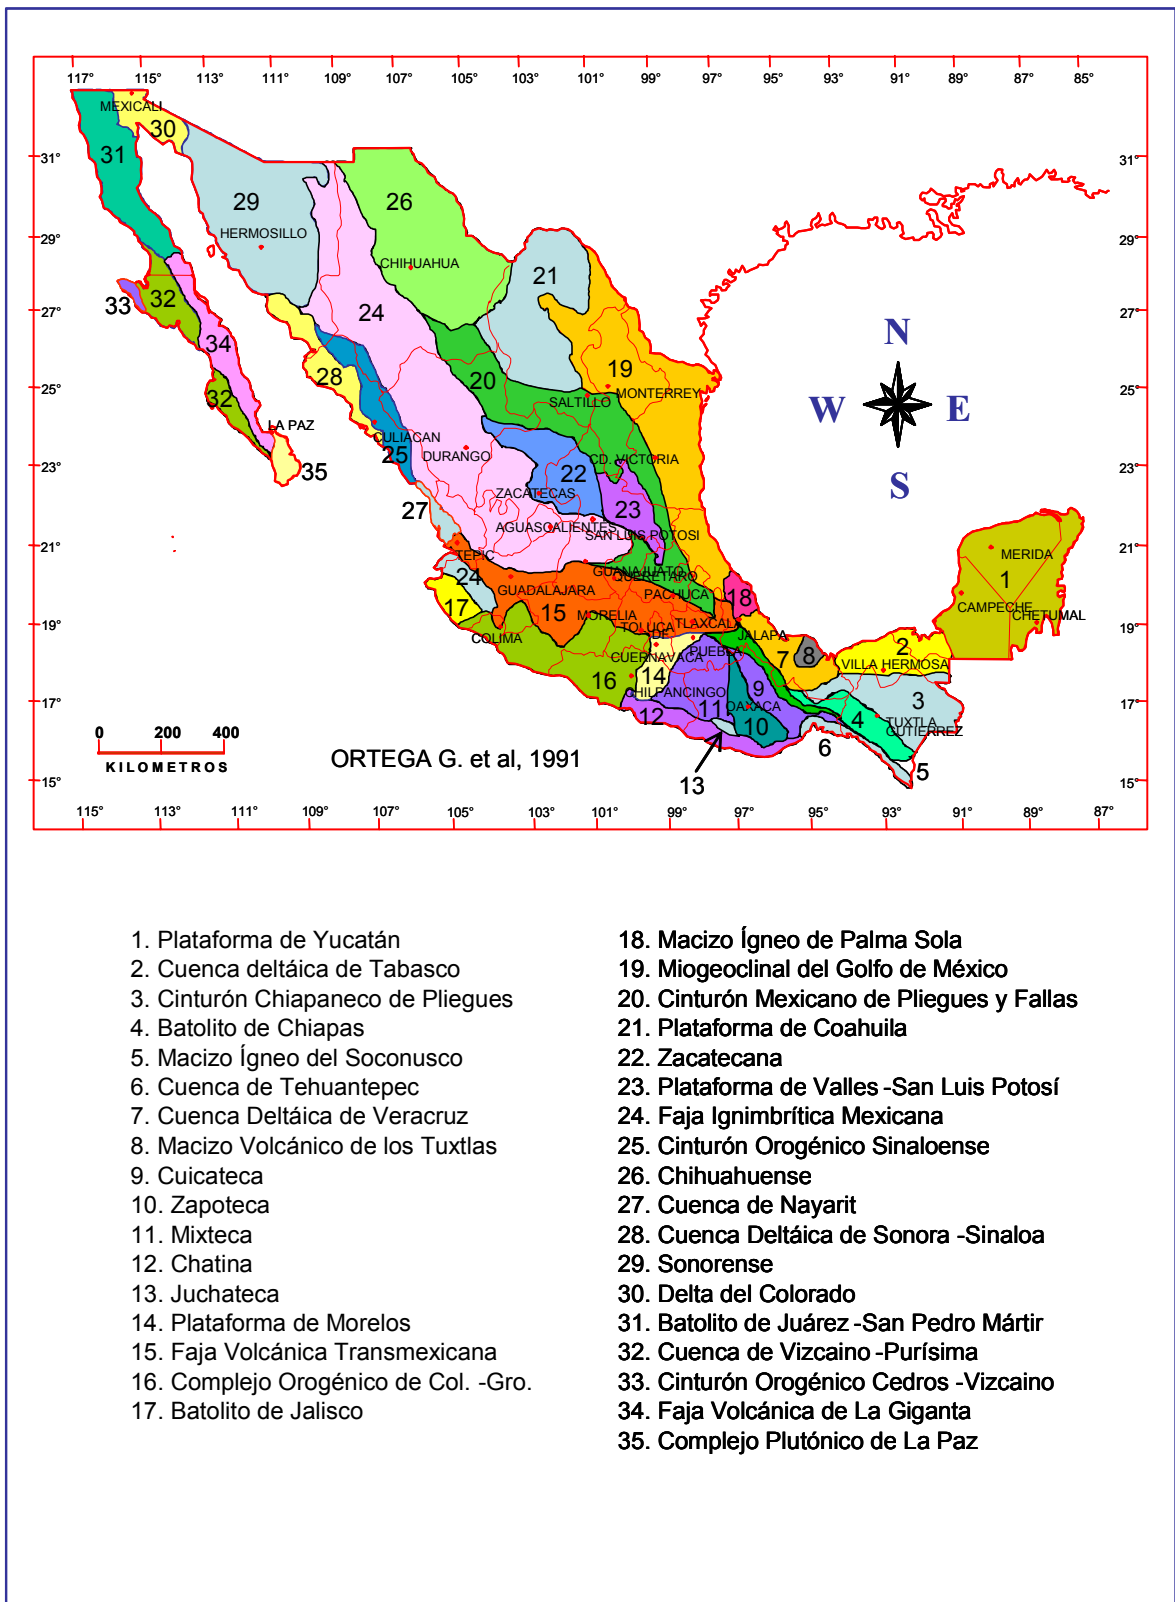 117° 115° 113° 111° 109° 107° 105° 103° 101° 99° 97° 95° 93° 91° 89° 87° 85°
MEXICALI
30
31
31° 31°
29
HERMOSILLO
26
29° 29°
CHIHUAHUA
21
33
32
24
27° 27°
N
34
19
28
20
MONTERREY
SALTILLO
25° 25°
W E
32
LA PAZ
CULIACAN
25
DURANGO
CD. VICTORIA
35
23° 23°
22
S
ZACATECAS
27
23
AGUASCALIENTES
SAN LUIS POTOSI
21° 21°
TEPIC
MERIDA
24
GUANAJUATO
QUERETARO
1
GUADALAJARA
PACHUCA
18
17
15
CAMPECHE
CHETUMAL
MORELIA
TOLUCA
TLAXCALA
19° 19°
COLIMA
DF
JALAPA
CUERNAVACA
PUEBLA
7
8
2
VILLA HERMOSA
16
14
CHILPANCINGO
9
17° 17°
12
11
OAXACA
10
3
4
TUXTLA
GUTIERREZ
6
5
13
0 200 400
KILOMETROS
ORTEGA G. et al, 1991
15° 15°
115° 113° 111° 109° 107° 105° 103° 101° 99° 97° 95° 93° 91° 89° 87°
1. Plataforma de Yucatán
2. Cuenca deltáica de Tabasco
3. Cinturón Chiapaneco de Pliegues
4. Batolito de Chiapas
5. Macizo Ígneo del Soconusco
6. Cuenca de Tehuantepec
7. Cuenca Deltáica de Veracruz
8. Macizo Volcánico de los Tuxtlas
9. Cuicateca
10. Zapoteca
11. Mixteca
12. Chatina
13. Juchateca
14. Plataforma de Morelos
15. Faja Volcánica Transmexicana
16. Complejo Orogénico de Col. -Gro.
17. Batolito de Jalisco
18. Macizo Ígneo de Palma Sola
19. Miogeoclinal del Golfo de México
20. Cinturón Mexicano de Pliegues y Fallas
21. Plataforma de Coahuila
22. Zacatecana
23. Plataforma de Valles -San Luis Potosí
24. Faja Ignimbrítica Mexicana
25. Cinturón Orogénico Sinaloense
26. Chihuahuense
27. Cuenca de Nayarit
28. Cuenca Deltáica de Sonora -Sinaloa
29. Sonorense
30. Delta del Colorado
31. Batolito de Juárez -San Pedro Mártir
32. Cuenca de Vizcaino -Purísima
33. Cinturón Orogénico Cedros -Vizcaino
34. Faja Volcánica de La Giganta
35. Complejo Plutónico de La Paz